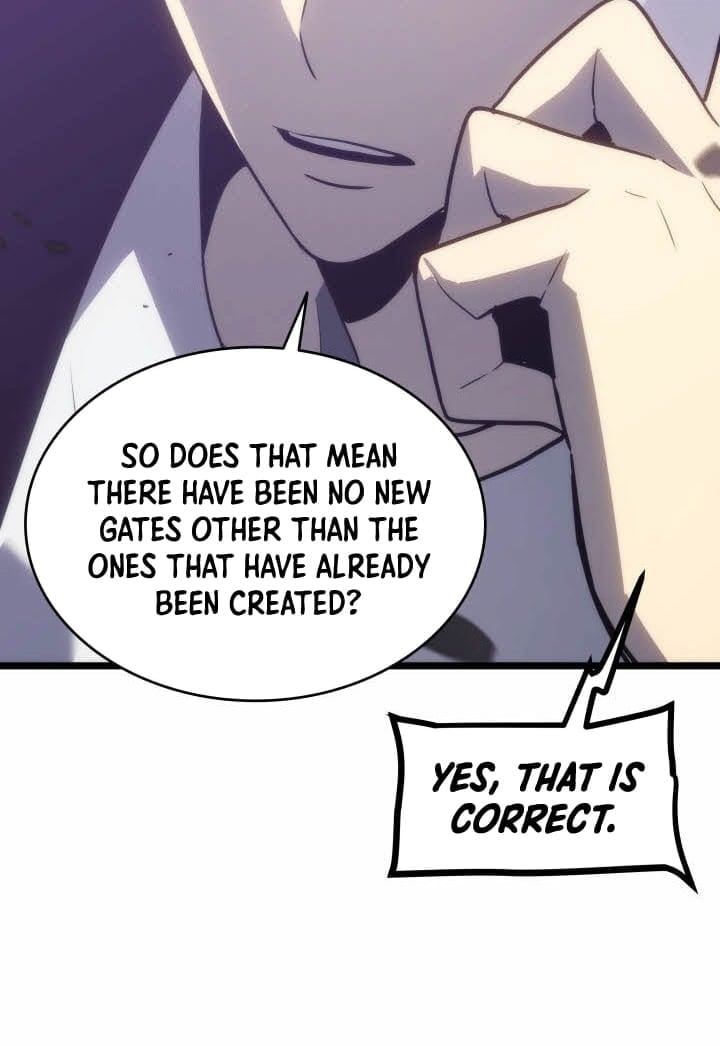 SO DOES THAT MEAN
THERE HAVE BEEN NO NEW
GATES OTHER THAN THE
ONES THAT HAVE ALREADY
BEEN CREATED?
YES, THAT IS
CORRECT.